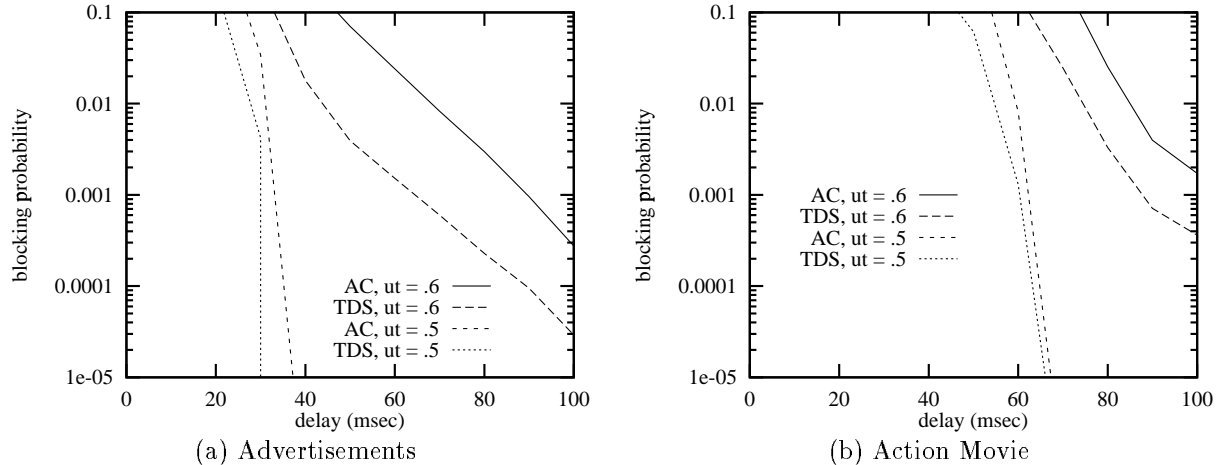 0.1
0.01
0.001
0.0001
1e-05
blocking probability
AC, ut = .6
TDS, ut = .6
AC, ut = .5
TDS, ut = .5
0 20 40 60 80 100
delay (msec)
(a) Advertisements
0.1
0.01
0.001
0.0001
1e-05
blocking probability
AC, ut = .6
TDS, ut = .6
AC, ut = .5
TDS, ut = .5
0 20 40 60 80 100
delay (msec)
(b) Action Movie